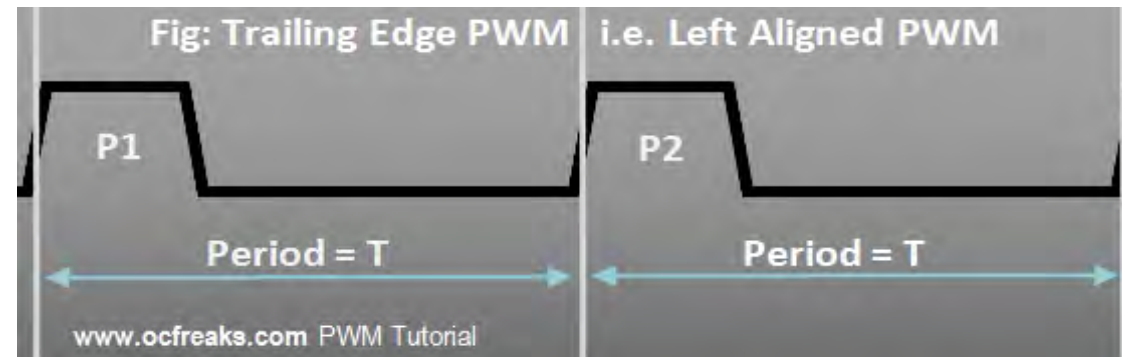 Fig: Trailing Edge PWM i.e. Left Aligned PWM
P1 P2
Period = T Period = T
www.ocfreaks.com PWM Tutorial